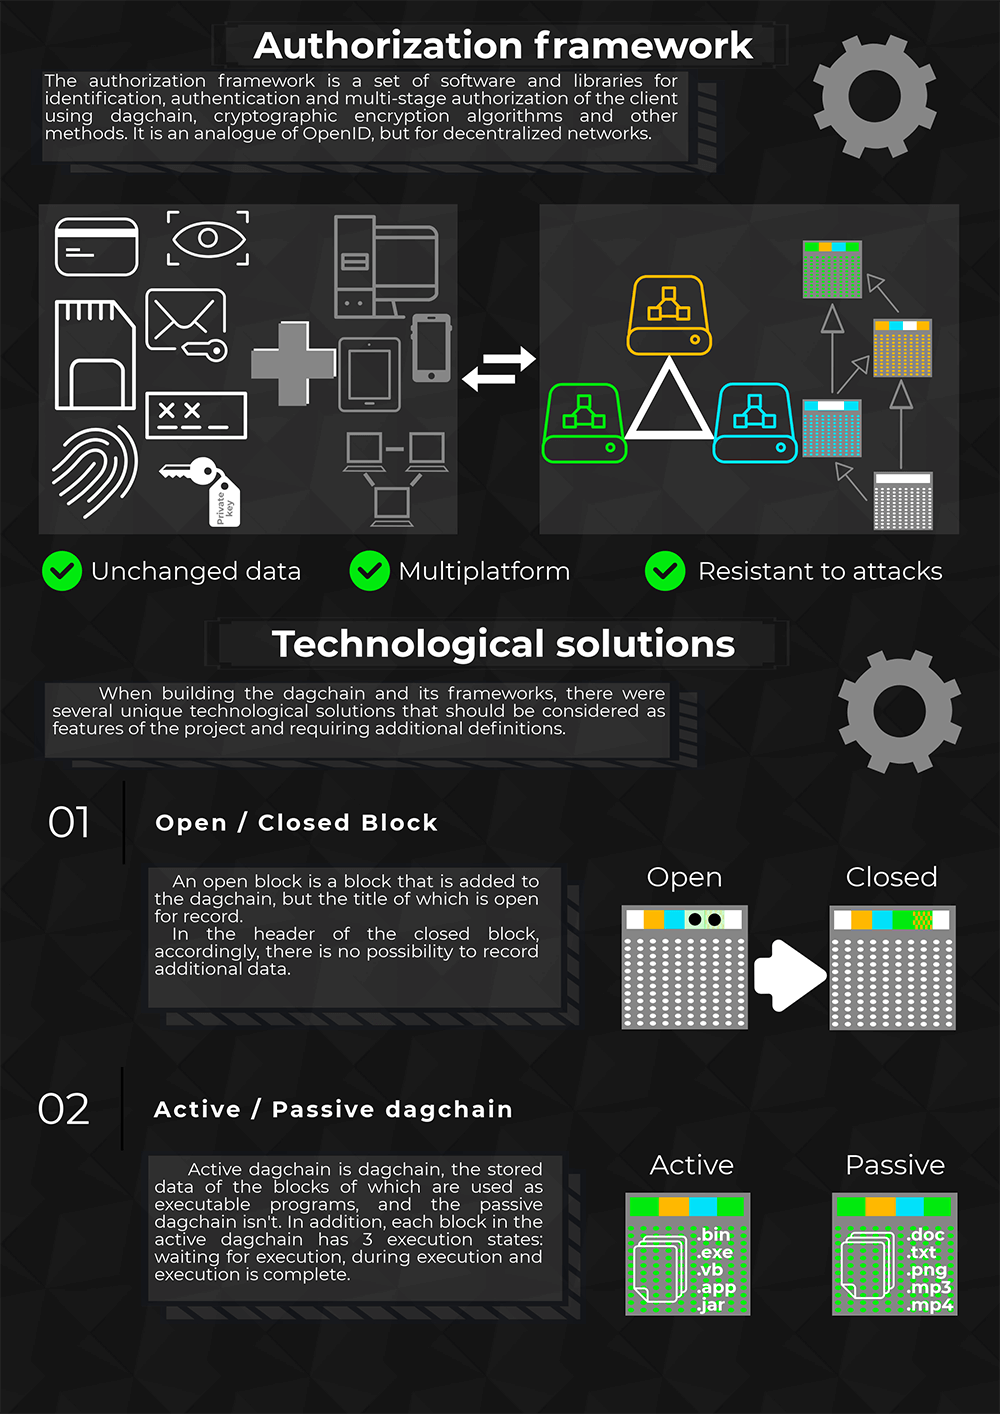 Authorization framework
The authorization framework is a set of software and libraries for
identification, authentication and multi-stage authorization of the client
using dagchain, cryptographic encryption algorithms and other
methods. It is an analogue of OpenID, but for decentralized networks.
XX
Private
key
Unchanged data
Multiplatform
Resistant to attacks
Technological solutions
When building the dagchain and its frameworks, there were
several unique technological solutions that should be considered as
features of the project and requiring additional definitions.
01
Open / Closed Block
An open block is a block that is added to
the dagchain, but the title of which is open
for record.
In the header of the closed block,
accordingly, there is no possibility to record
additional data.
Open
Closed
02
Active / Passive dagchain
Active dagchain is dagchain, the stored
data of the blocks of which are used as
executable programs, and the passive
dagchain isn't. In addition, each block in the
active dagchain has 3 execution states:
waiting for execution, during execution and
execution is complete.
Active
.bin
.exe
.vb
.app
.jar
Passive
.doc
.txt
.png
.mp3
.mp4